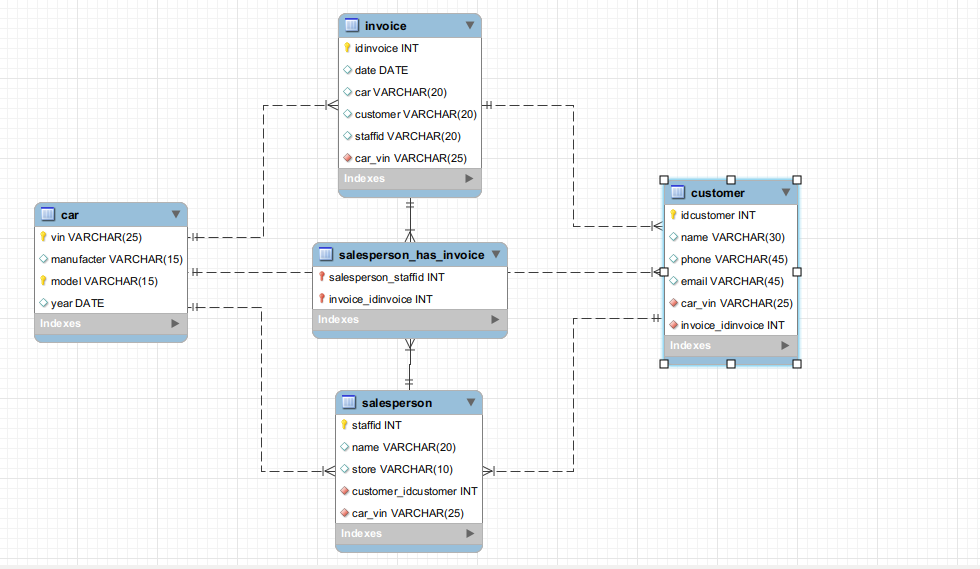 invoice
idinvoice INT
date DATE
car VARCHAR(20)
customer VARCHAR(20)
staffid VARCHAR(20)
car_vin VARCHAR(25)
Indexes
car
vin VARCHAR(25)
manufacter VARCHAR(15)
model VARCHAR(15)
year DATE
Indexes
salesperson_has_invoice
salesperson_staffid INT
invoice_idinvoice INT
Indexes
customer
idcustomer INT
name VARCHAR(30)
phone VARCHAR(45)
email VARCHAR(45)
car_vin VARCHAR(25)
invoice_idinvoice INT
Indexes
salesperson
staffid INT
name VARCHAR(20)
store VARCHAR(10)
customer_idcustomer INT
car_vin VARCHAR(25)
Indexes